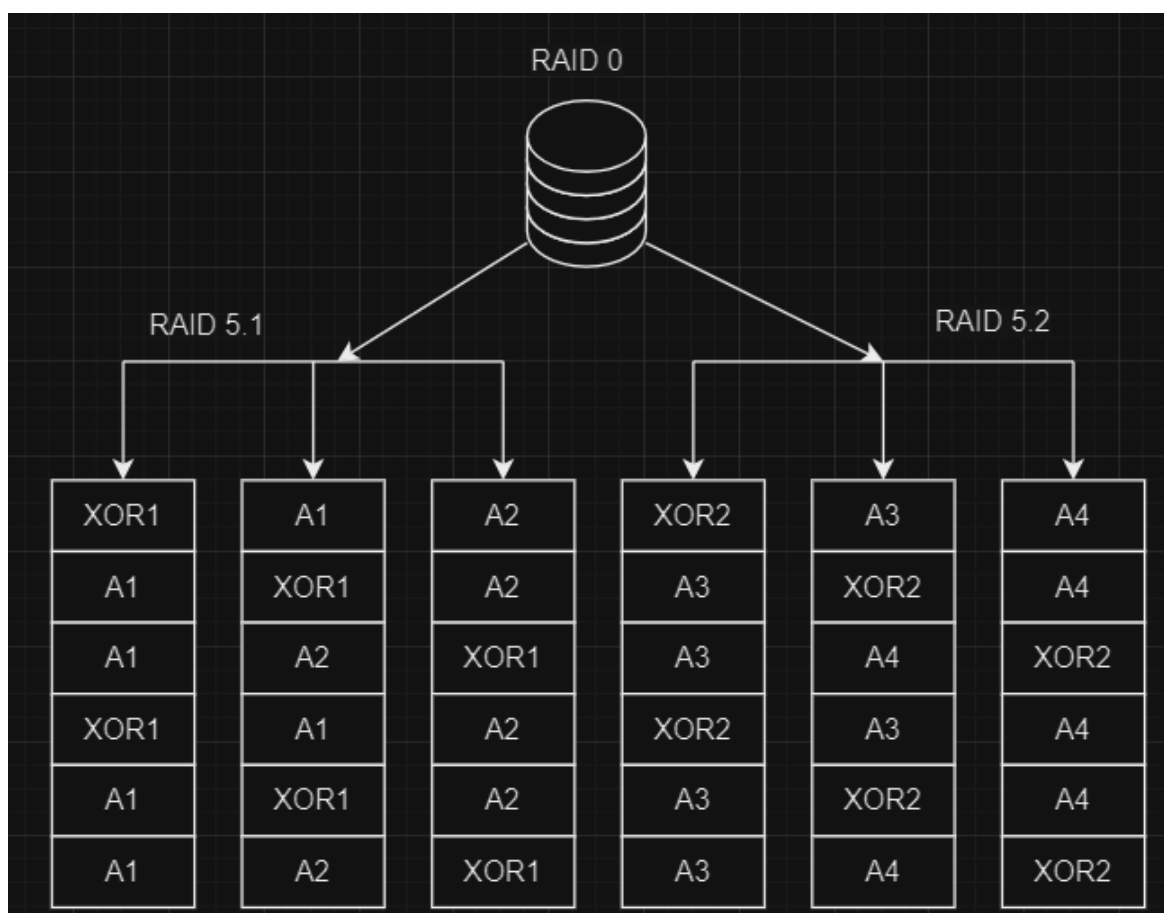 RAID 0
RAID 5.1
RAID 5.2
XOR1 A1 A2 XOR2 A3 A4
A1 XOR1 A2 A3 XOR2 A4
A1 A2 XOR1 A3 A4 XOR2
XOR1 A1 A2 XOR2 A3 A4
A1 XOR1 A2 A3 XOR2 A4
A1 A2 XOR1 A3 A4 XOR2